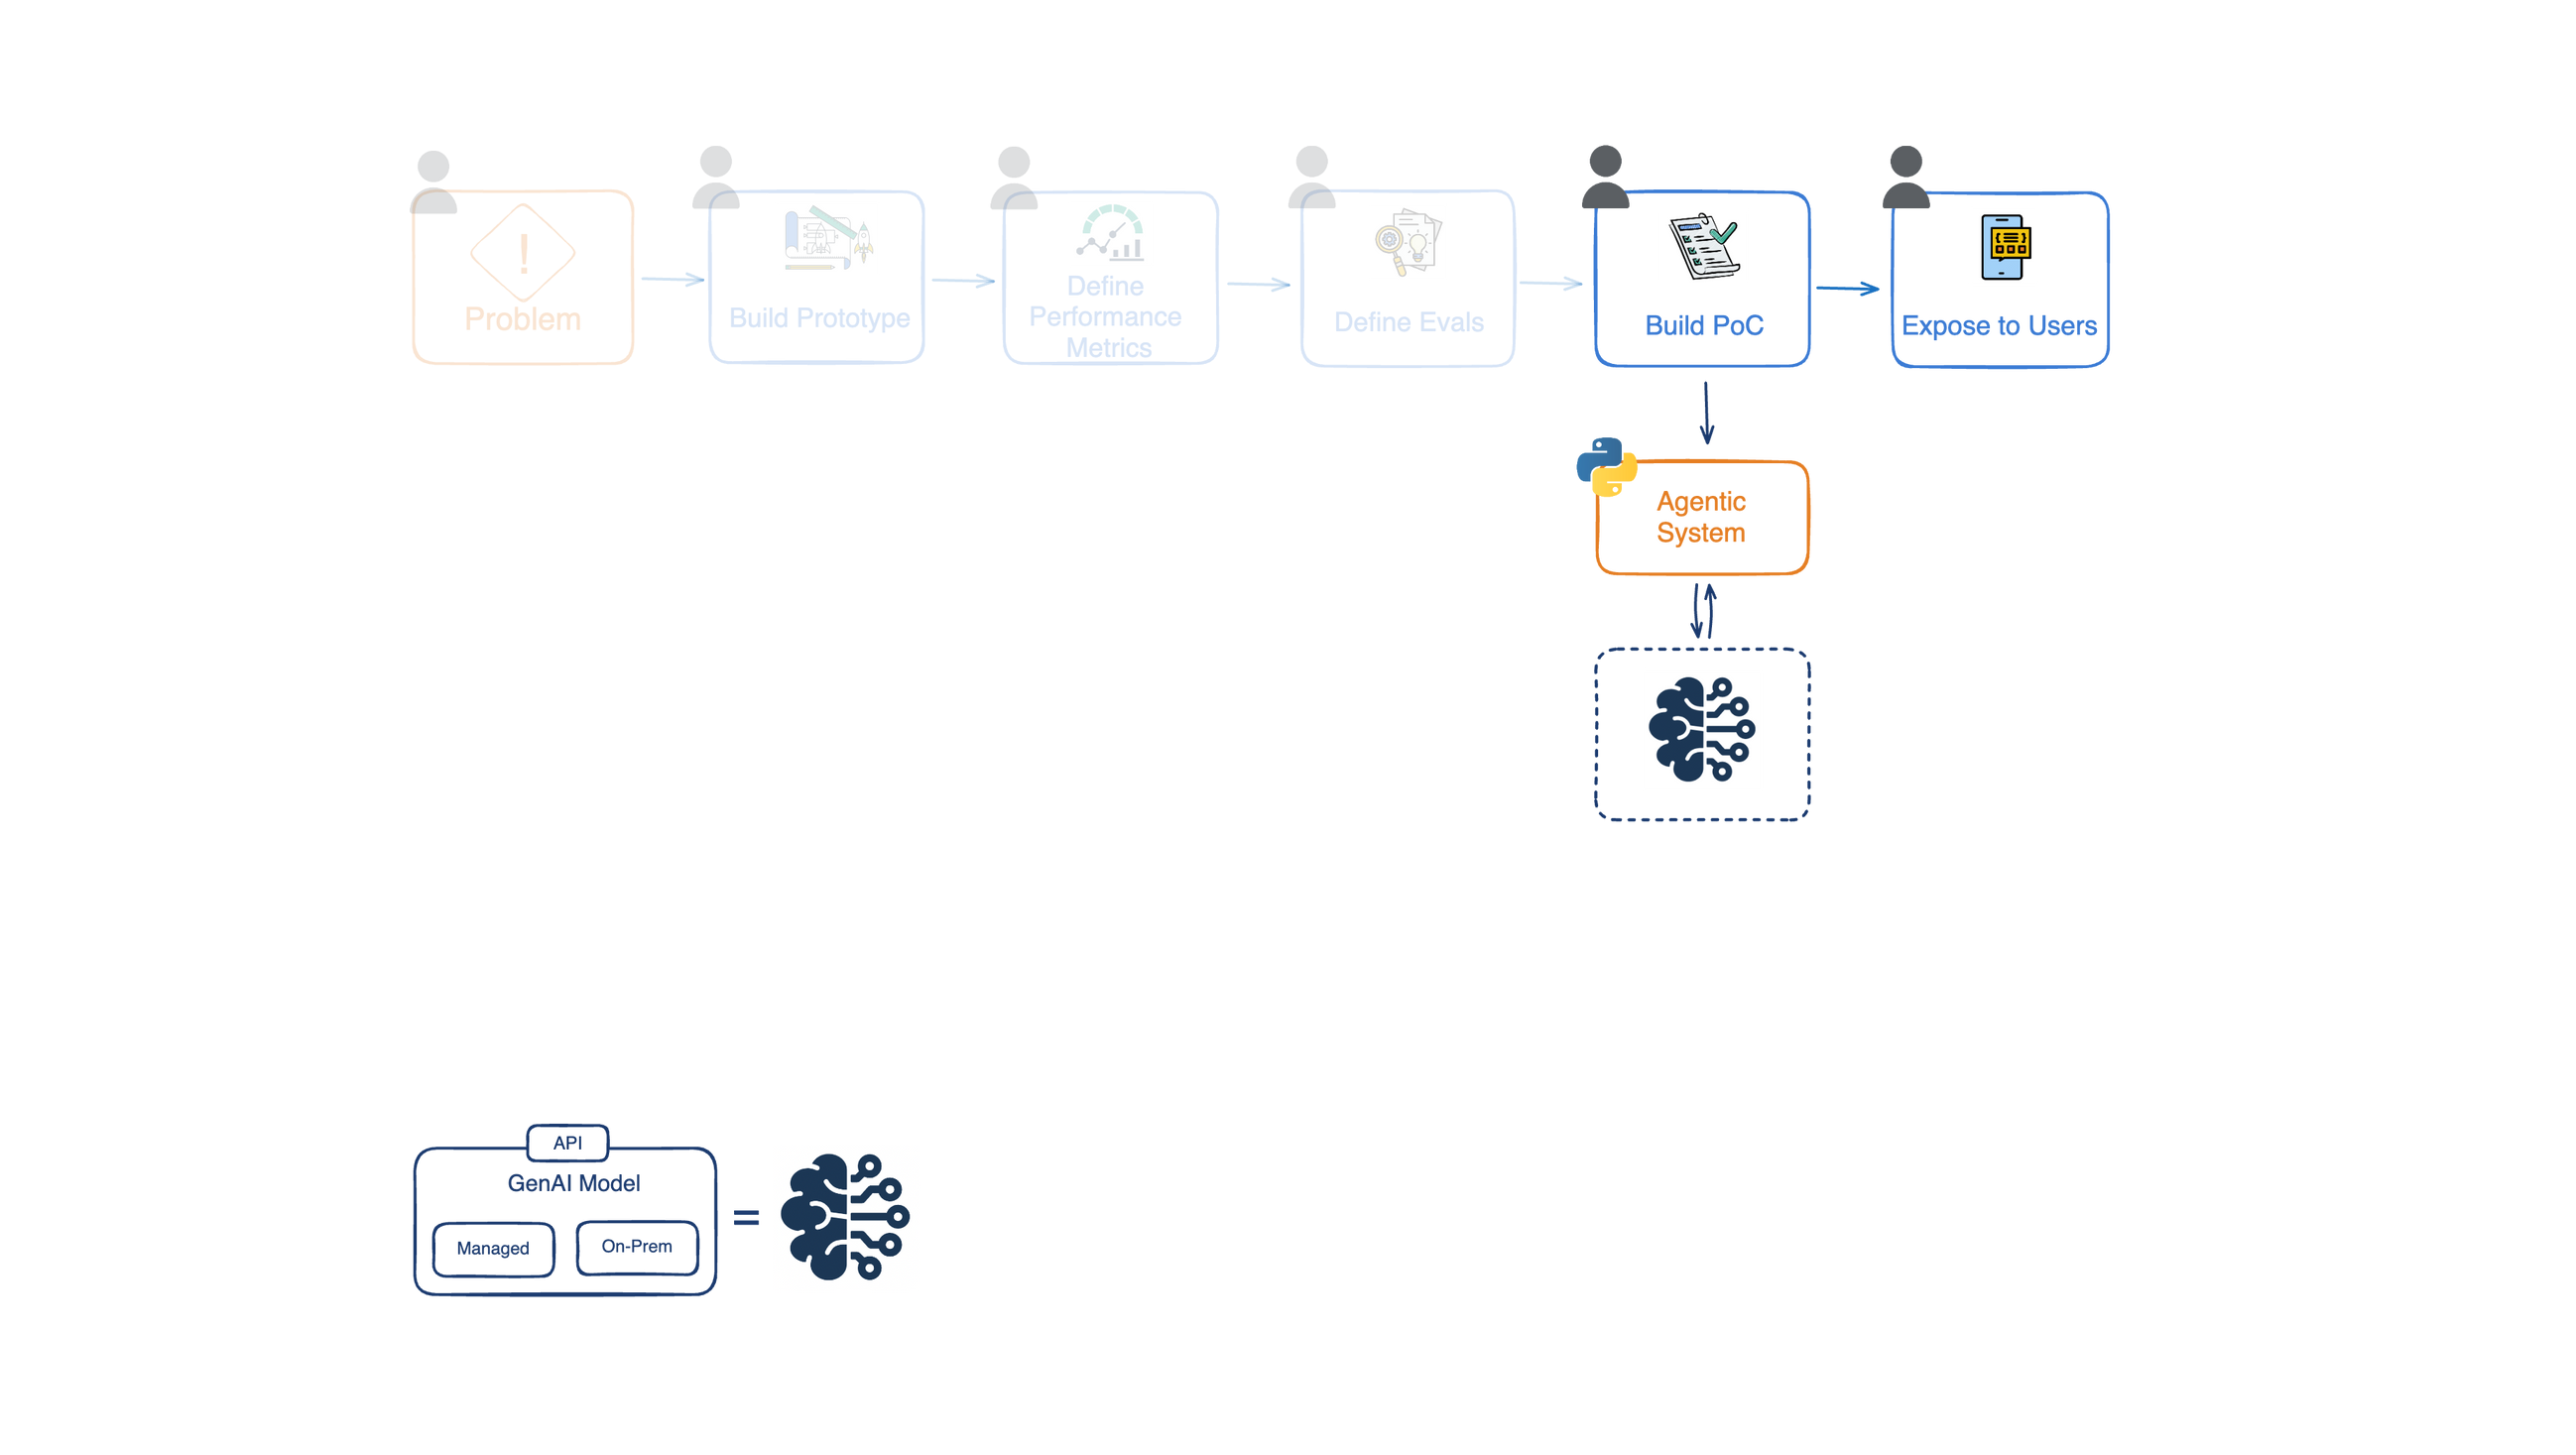 Problem
Build Prototype
Define
Performance
Metrics
Define Evals
Build PoC
Expose to Users
Agentic
System
API
GenAI Model
=
Managed
On-Prem